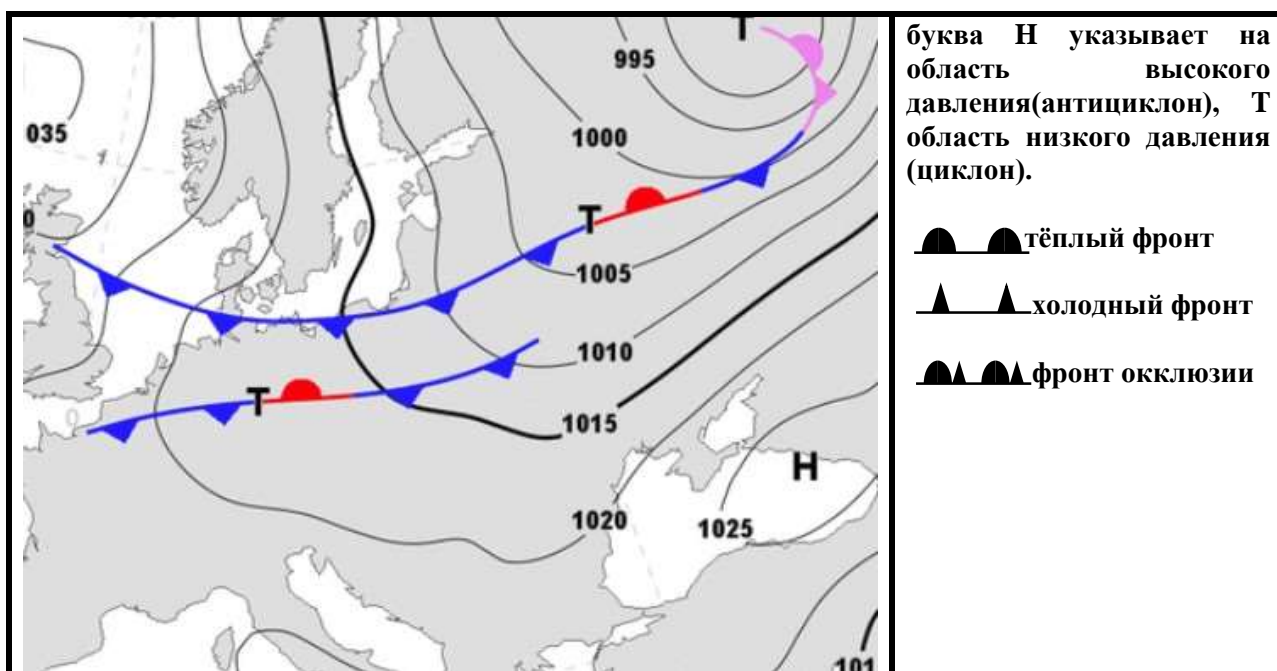 T
995
035
1000
T
1005
1010
T
1015
H
1020
1025
101
буква Н указывает на
область высокого
давления(антициклон), Т
область низкого давления
(циклон).
тёплый фронт
холодный фронт
фронт окклюзии